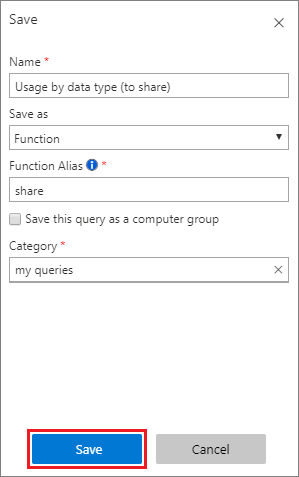 Save
Name *
Usage by data type (to share)
Save as
Function
Function Alias *
share
Save this query as a computer group
Category *
my queries
Save
Cancel